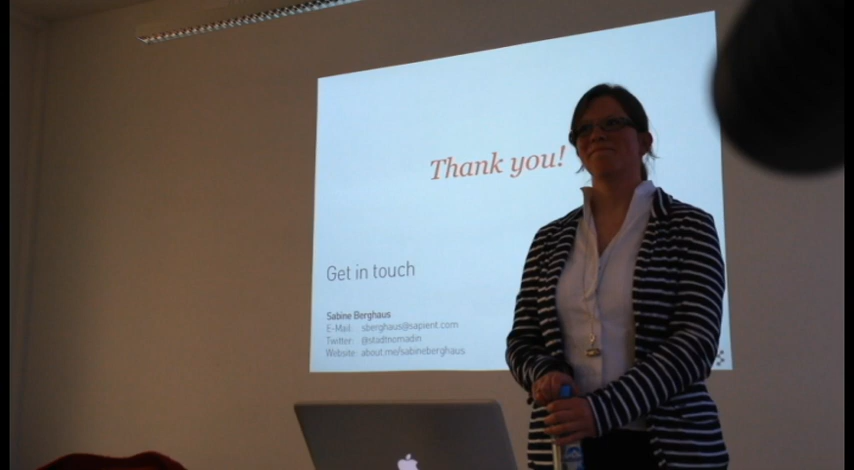 Thank you!
Get in touch
Sabine Berghaus
E-Mail: sberghaus@sapient.com
Twitter: @stadtnomadin
Website: about.me/sabineberghaus